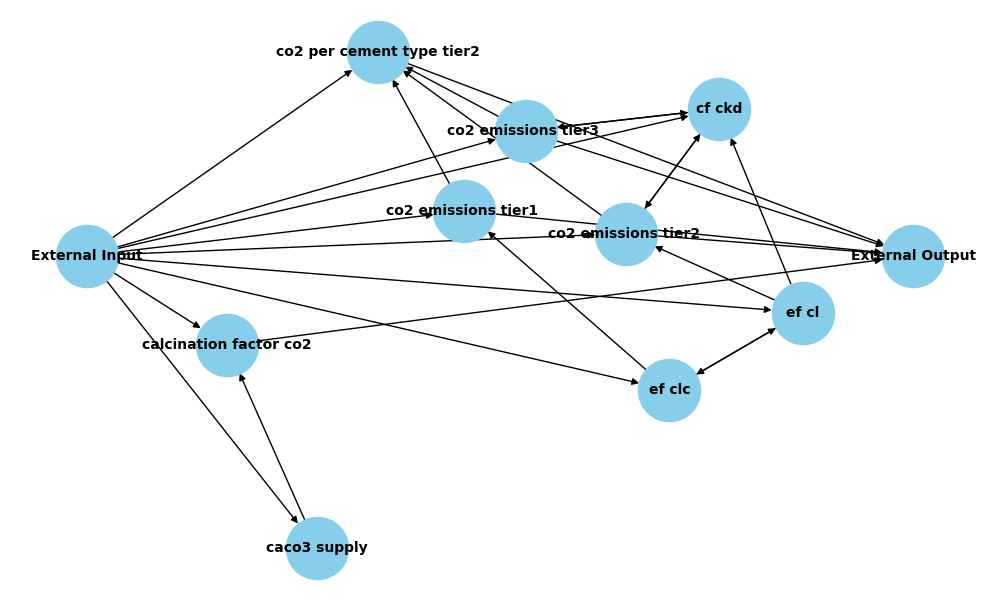 co2 per cement type tier2
cf ckd
co2 emissions tier3
co2 emissions tier1
co2 emissions tier2
External Input
External Output
ef cl
calcination factor co2
ef clc
caco3 supply